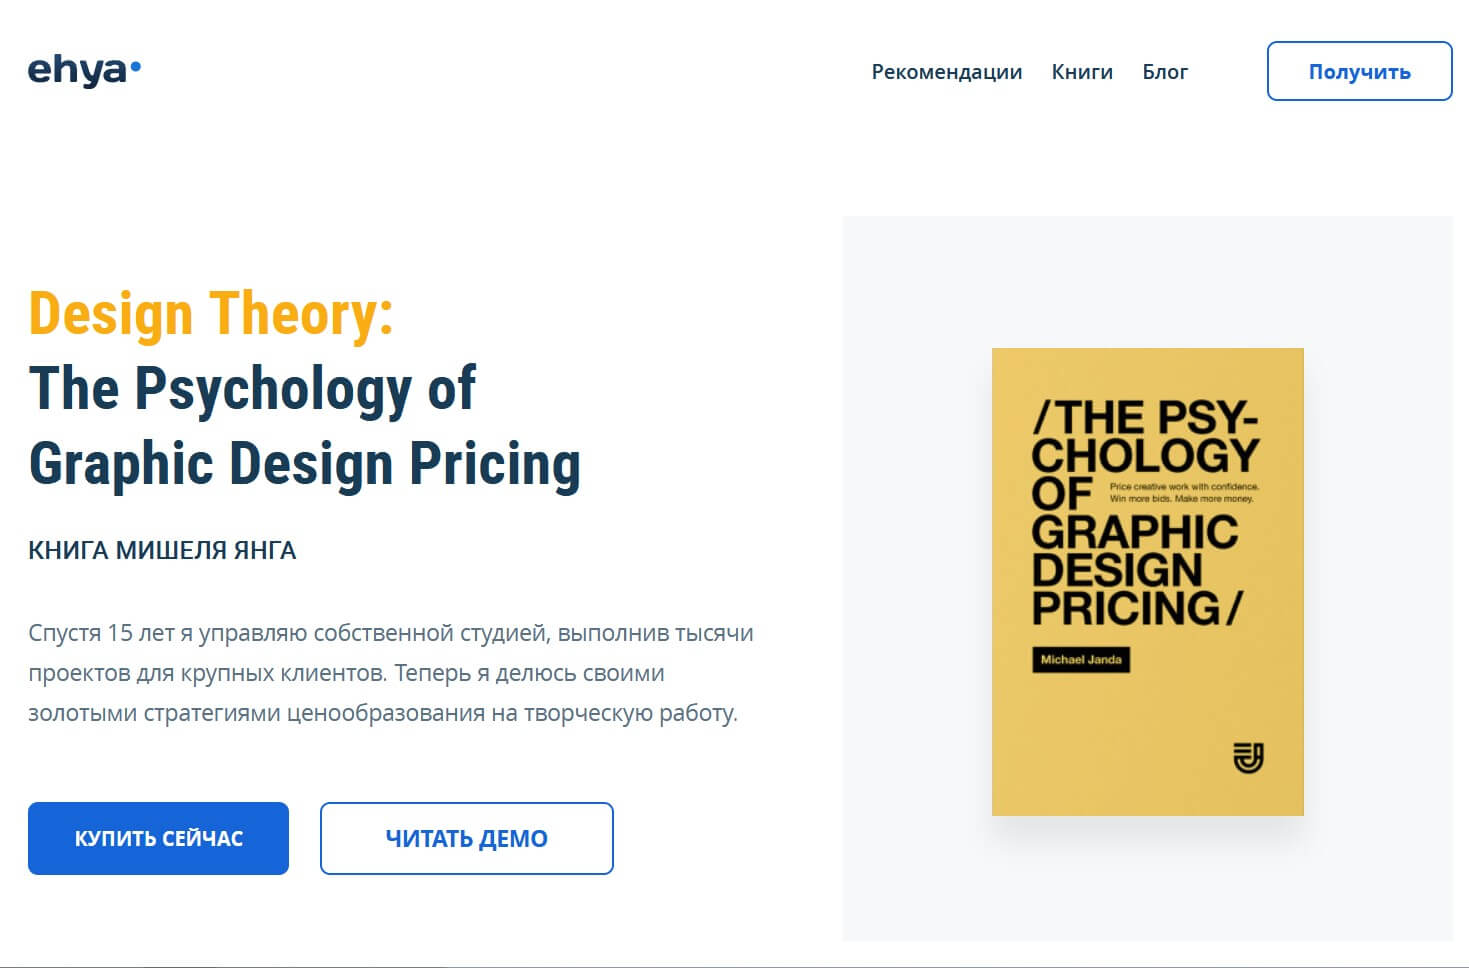 ehya
Рекомендации Книги Блог Получить
Design Theory:
The Psychology of
Graphic Design Pricing
КНИГА МИШЕЛЯ ЯНГА
Спустя 15 лет я управляю собственной студией, выполнив тысячи
проектов для крупных клиентов. Теперь я делюсь своими
золотыми стратегиями ценообразования на творческую работу.
КУПИТЬ СЕЙЧАС ЧИТАТЬ ДЕМО
/THE PSY-
CHOLOGY
OF
Price creative work with confidence.
Win more bids. Make more money.
GRAPHIC
DESIGN
PRICING/
Michael Janda